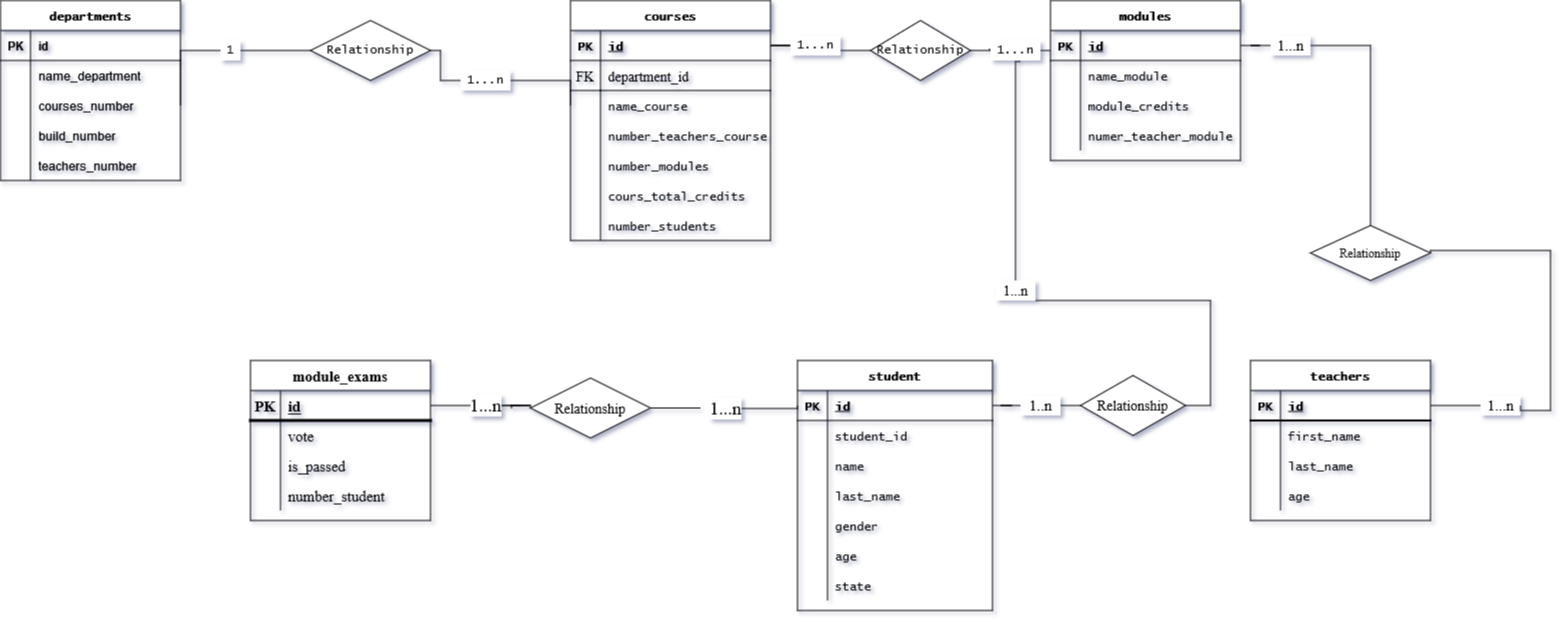 departments
PK id
name_department
courses_number
build_number
teachers_number
1
Relationship
1...n
courses
PK id
FK department_id
name_course
number_teachers_course
number_modules
cours_total_credits
number_students
1...n
Relationship
1...n
modules
PK id
name_module
module_credits
numer_teacher_module
1...n
Relationship
1...n
module_exams
PK id
vote
is_passed
number_student
1...n
Relationship
1...n
student
PK id
student_id
name
last_name
gender
age
state
1..n
Relationship
teachers
PK id
first_name
last_name
age
1...n